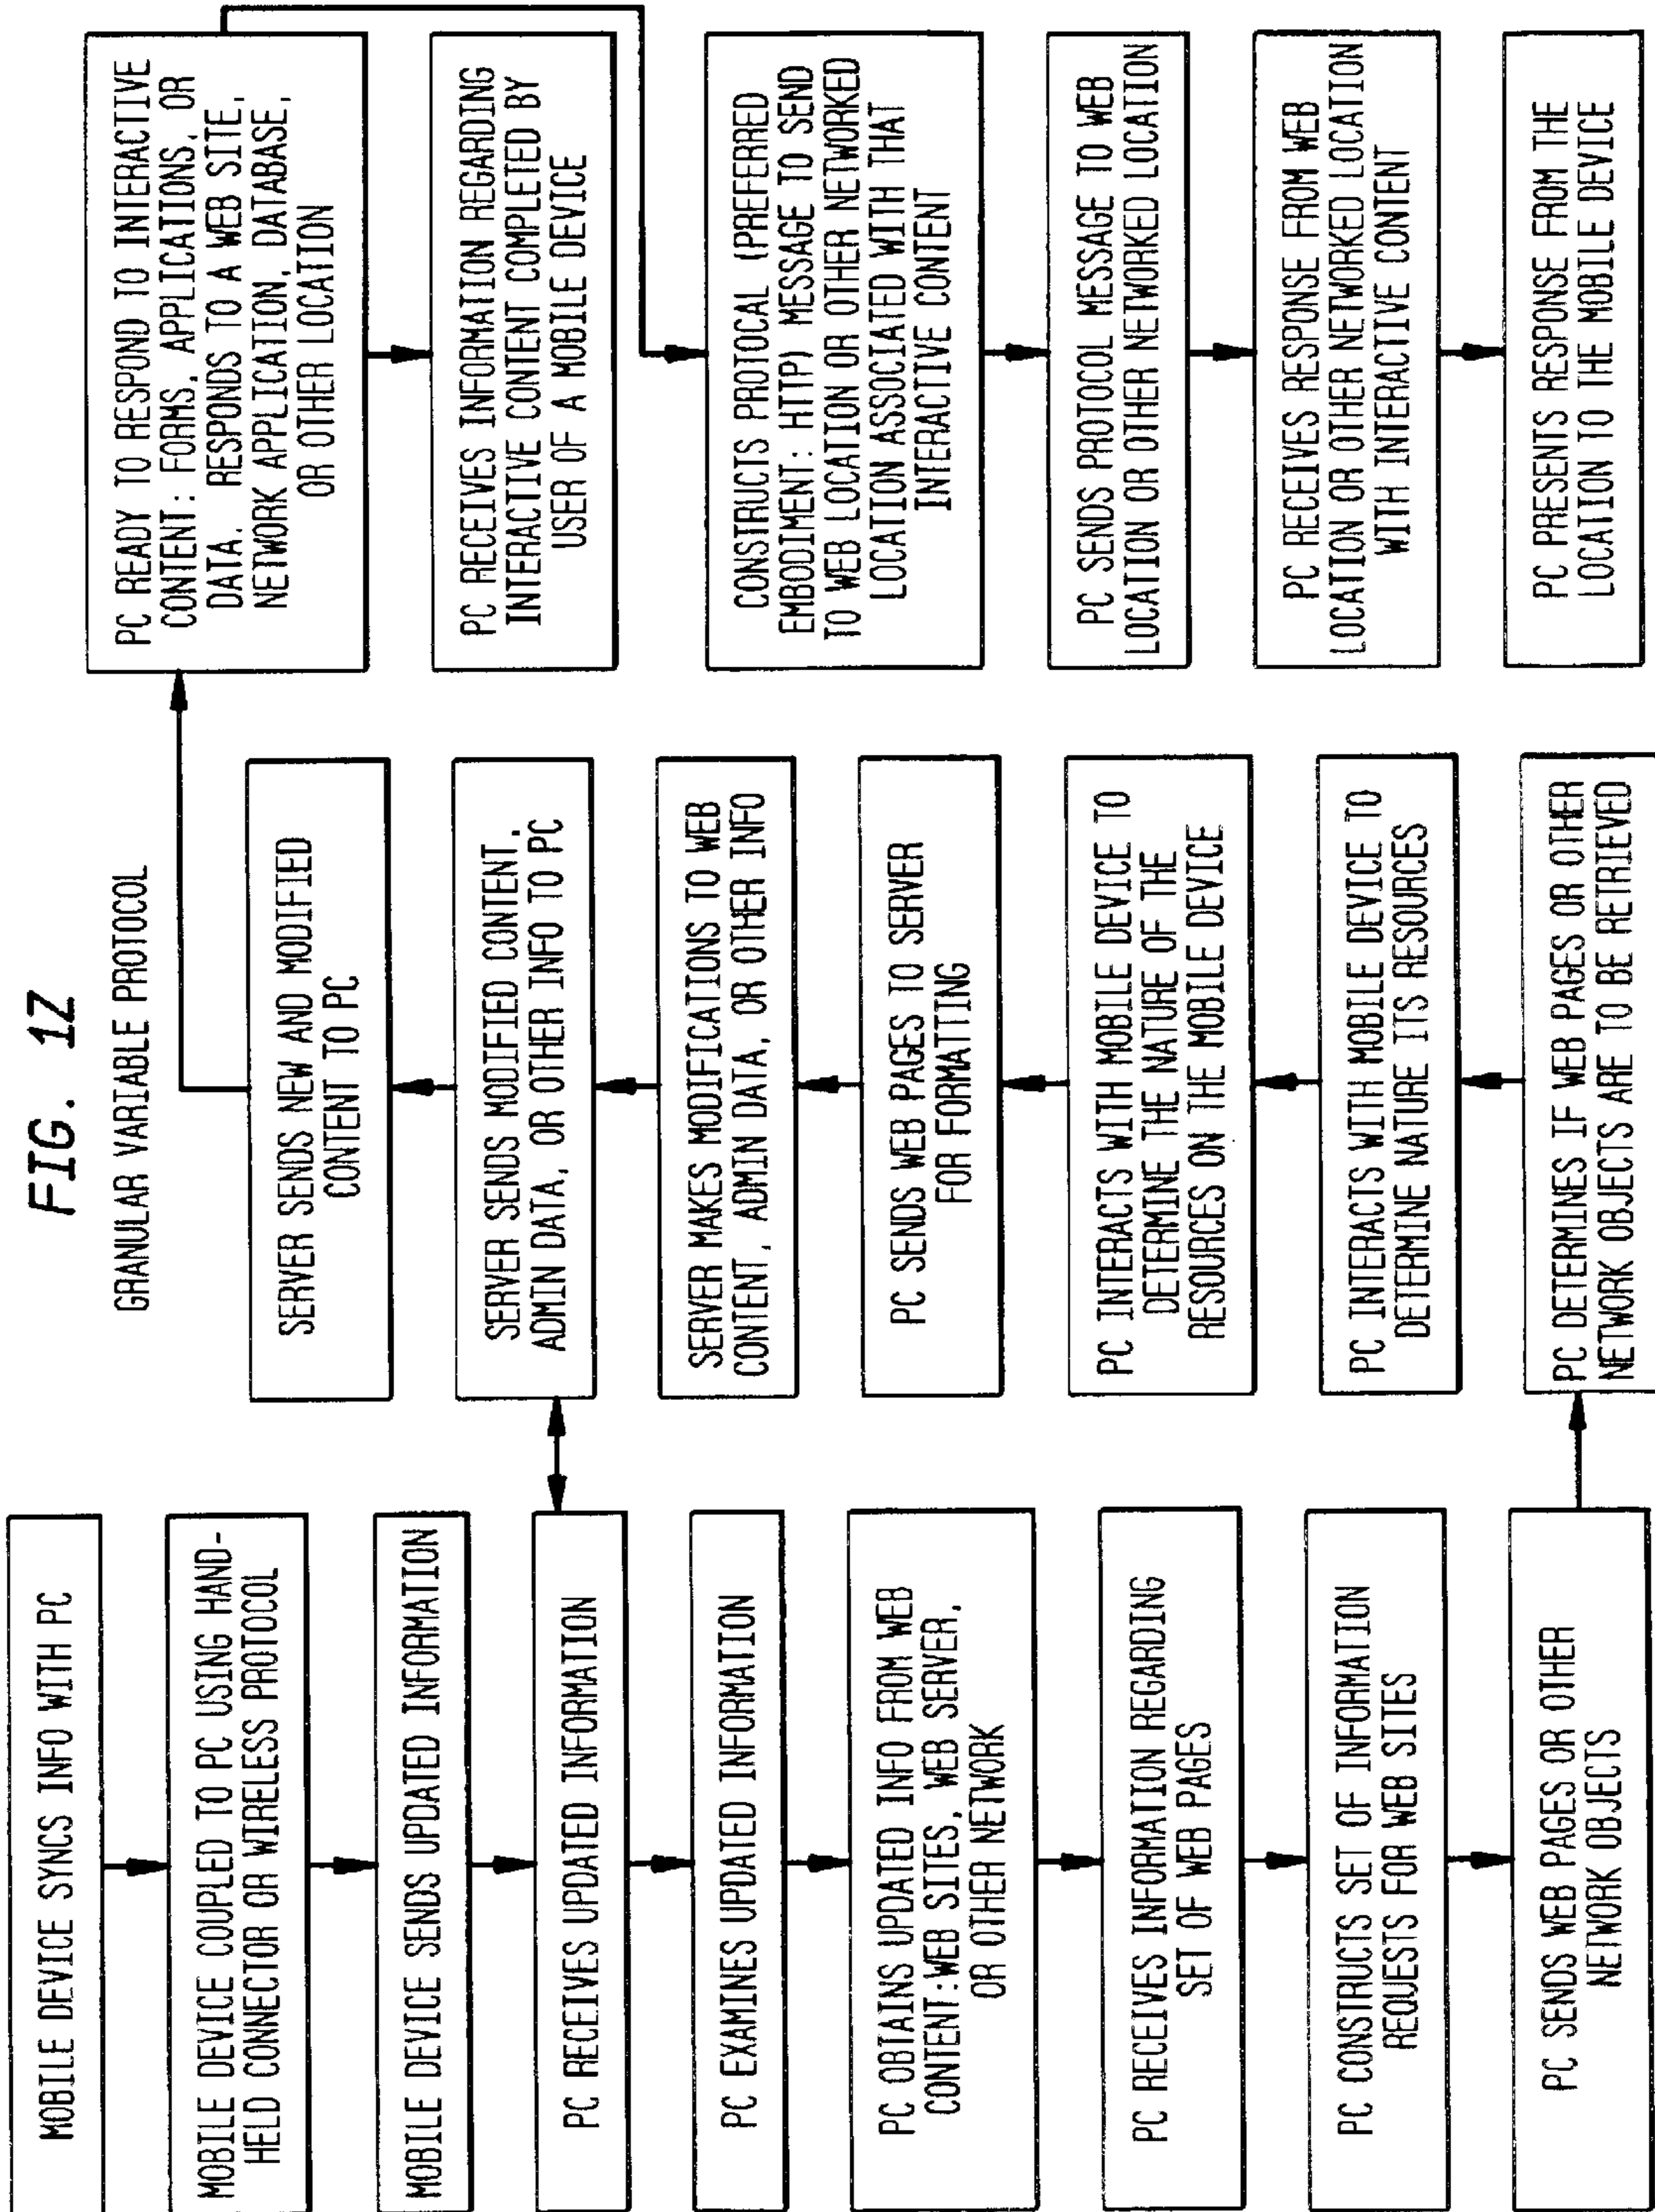 FIG. 1Z
GRANULAR VARIABLE PROTOCOL
MOBILE DEVICE SYNCS INFO WITH PC
MOBILE DEVICE COUPLED TO PC USING HAND-
HELD CONNECTOR OR WIRELESS PROTOCOL
MOBILE DEVICE SENDS UPDATED INFORMATION
PC RECEIVES UPDATED INFORMATION
PC EXAMINES UPDATED INFORMATION
PC OBTAINS UPDATED INFO FROM WEB
CONTENT:WEB SITES, WEB SERVER,
OR OTHER NETWORK
PC RECEIVES INFORMATION REGARDING
SET OF WEB PAGES
PC CONSTRUCTS SET OF INFORMATION
REQUESTS FOR WEB SITES
PC SENDS WEB PAGES OR OTHER
NETWORK OBJECTS
PC DETERMINES IF WEB PAGES OR OTHER
NETWORK OBJECTS ARE TO BE RETRIEVED
PC INTERACTS WITH MOBILE DEVICE TO
DETERMINE NATURE ITS RESOURCES
PC INTERACTS WITH MOBILE DEVICE TO
DETERMINE THE NATURE OF THE
RESOURCES ON THE MOBILE DEVICE
PC SENDS WEB PAGES TO SERVER
FOR FORMATTING
SERVER MAKES MODIFICATIONS TO WEB
CONTENT, ADMIN DATA, OR OTHER INFO
SERVER SENDS MODIFIED CONTENT,
ADMIN DATA, OR OTHER INFO TO PC
SERVER SENDS NEW AND MODIFIED
CONTENT TO PC
PC READY TO RESPOND TO INTERACTIVE
CONTENT: FORMS, APPLICATIONS, OR
DATA. RESPONDS TO A WEB SITE,
NETWORK APPLICATION, DATABASE,
OR OTHER LOCATION
PC RECEIVES INFORMATION REGARDING
INTERACTIVE CONTENT COMPLETED BY
USER OF A MOBILE DEVICE
CONSTRUCTS PROTOCAL (PREFERRED
EMBODIMENT: HTTP) MESSAGE TO SEND
TO WEB LOCATION OR OTHER NETWORKED
LOCATION ASSOCIATED WITH THAT
INTERACTIVE CONTENT
PC SENDS PROTOCOL MESSAGE TO WEB
LOCATION OR OTHER NETWORKED LOCATION
PC RECEIVES RESPONSE FROM WEB
LOCATION OR OTHER NETWORKED LOCATION
WITH INTERACTIVE CONTENT
PC PRESENTS RESPONSE FROM THE
LOCATION TO THE MOBILE DEVICE